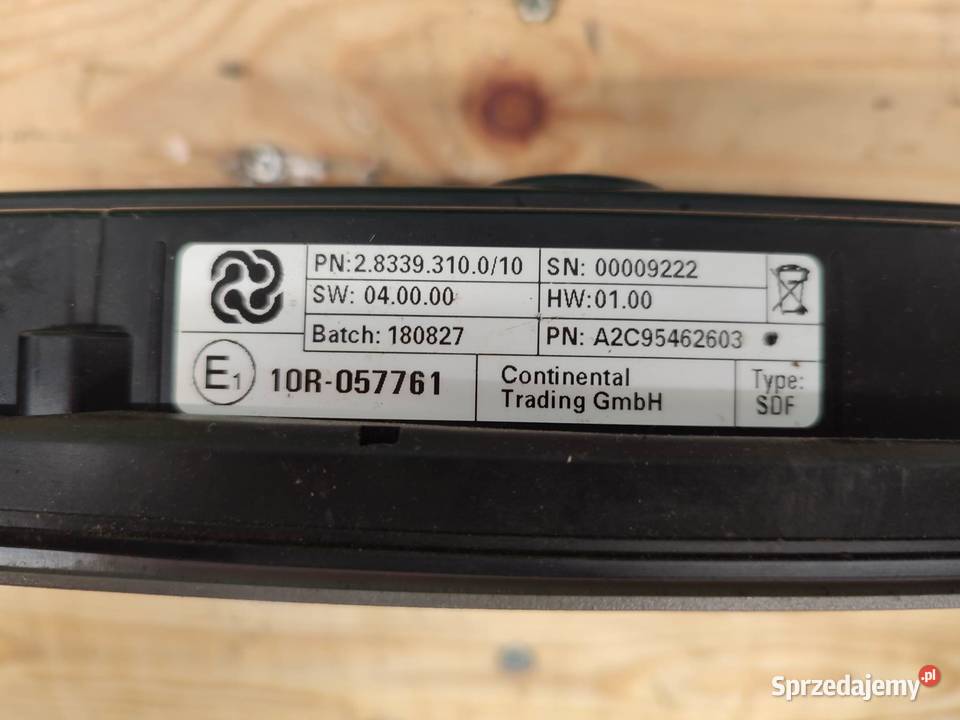 PN:2.8339.310.0/10 SN: 00009222
SW: 04.00.00 HW:01.00
Batch: 180827 PN: A2C95462603
E1 10R-057761 Continental Trading GmbH Type: SDF
Sprzedajemy.pl